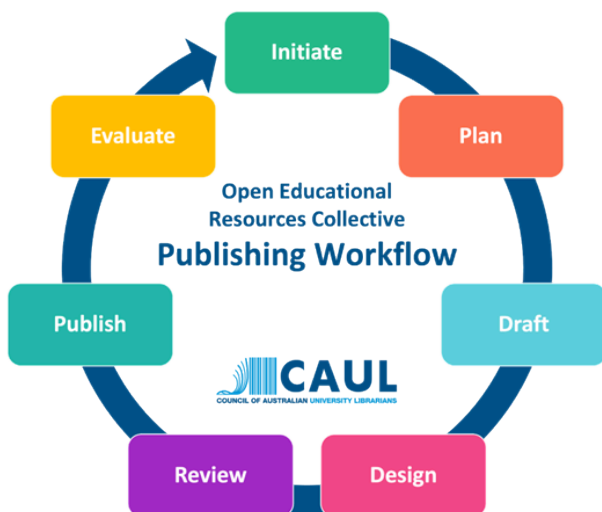 Initiate
Plan
Draft
Design
Review
Publish
Evaluate
Open Educational
Resources Collective
Publishing Workflow
CAUL
COUNCIL OF AUSTRALIAN UNIVERSITY LIBRARIANS